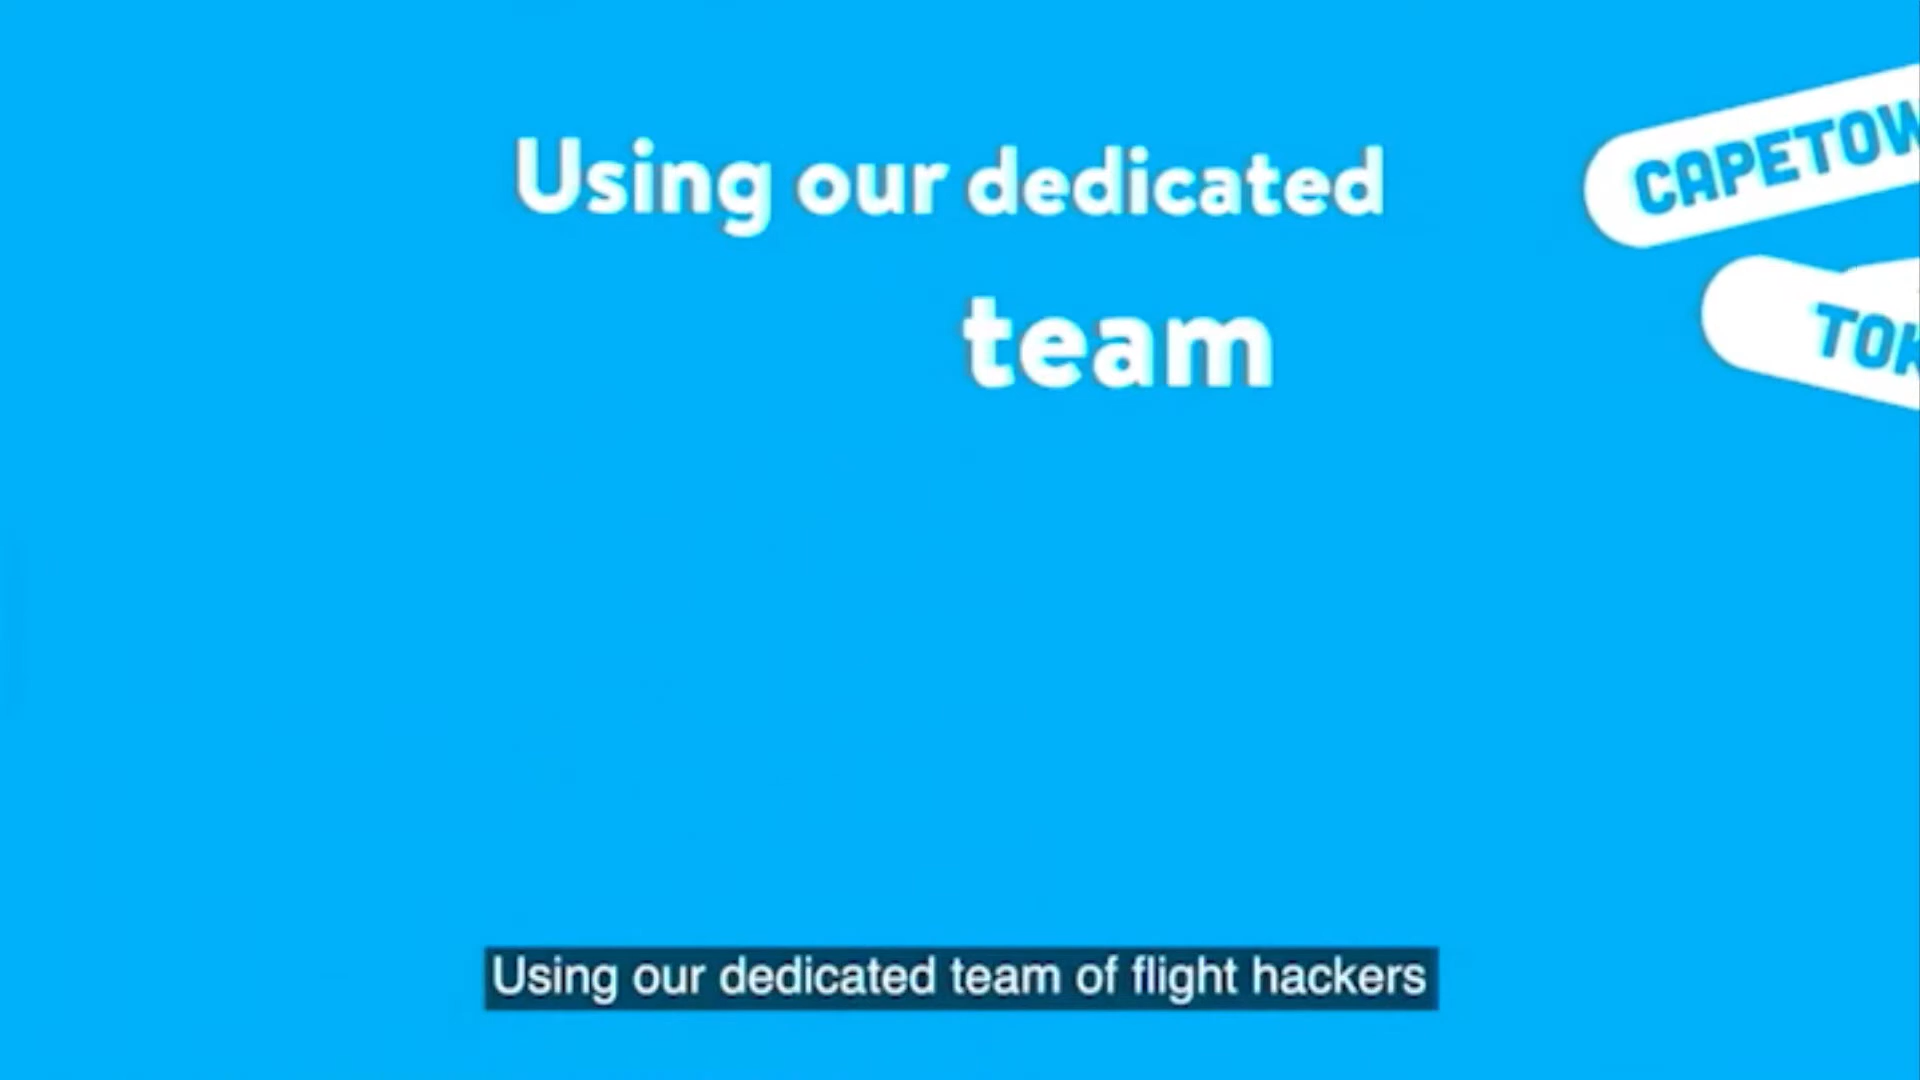 Using our dedicated
team
CAPETOW
TOK
Using our dedicated team of flight hackers